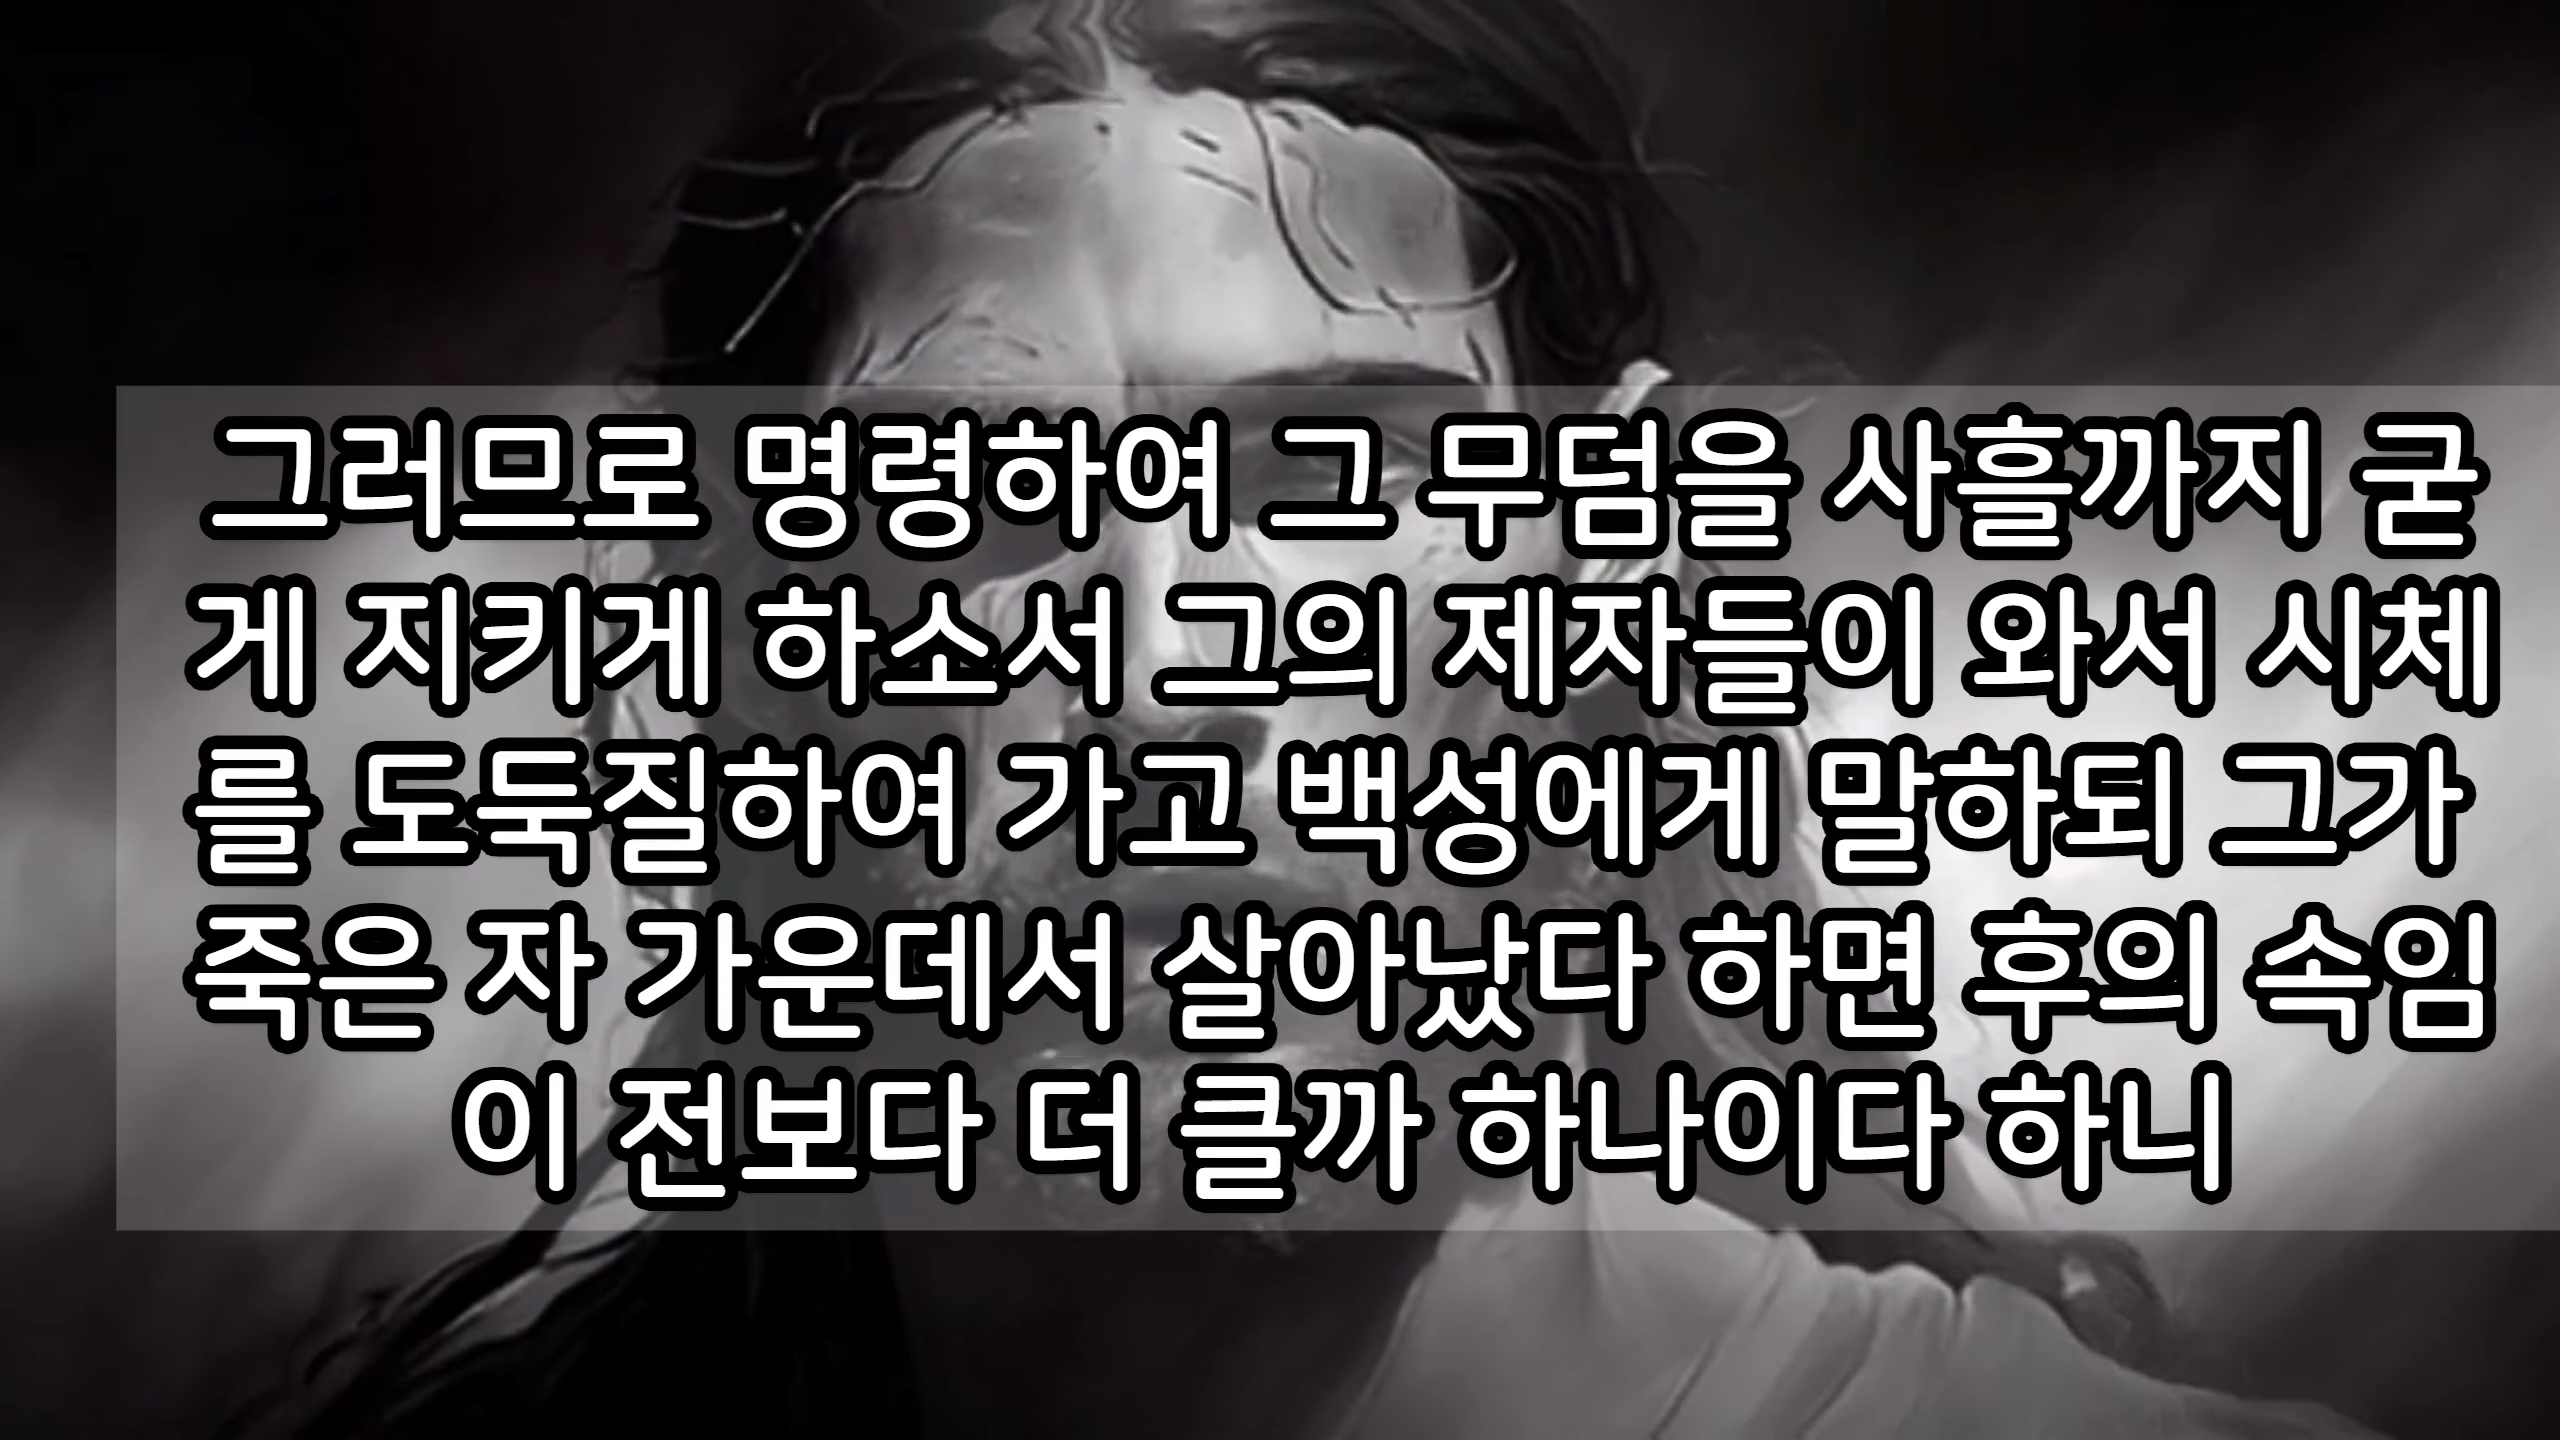 그러므로 명령하여 그 무덤을 사흘까지 굳
게 지키게 하소서 그의 제자들이 와서 시체
를 도둑질하여 가고 백성에게 말하되 그가
죽은 자 가운데서 살아났다 하면 후의 속임
이 전보다 더 클까 하나이다 하니